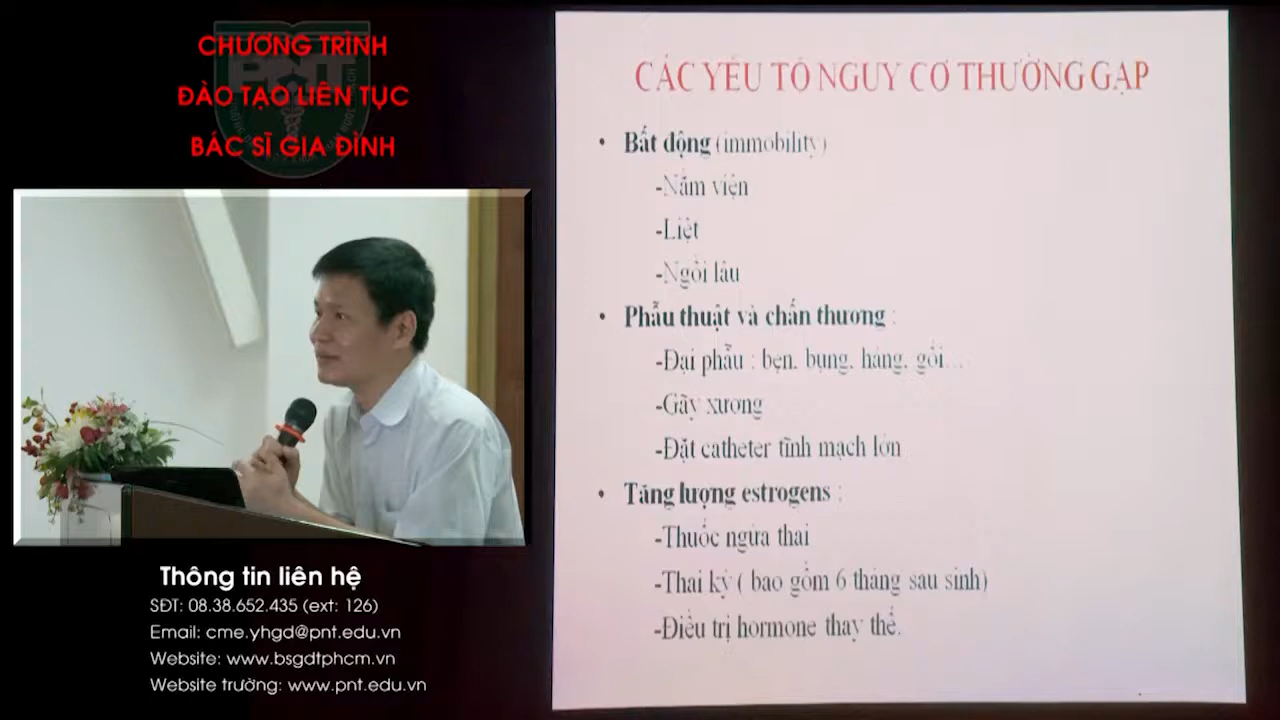 CHƯƠNG TRÌNH
ĐÀO TẠO LIÊN TỤC
BÁC SĨ GIA ĐÌNH
PNT
Thông tin liên hệ
SĐT: 08.38.652.435 (ext: 126)
Email: cme.yhgd@pnt.edu.vn
Website: www.bsgdtphcm.vn
Website trường: www.pnt.edu.vn
CÁC YẾU TỐ NGUY CƠ THƯỜNG GẶP
• Bất động (immobility)
-Nằm viện
-Liệt
-Ngồi lâu
• Phẫu thuật và chấn thương :
-Đại phẫu : bẹn, bụng, háng, gối…
-Gãy xương
-Đặt catheter tĩnh mạch lớn
• Tăng lượng estrogens :
-Thuốc ngừa thai
-Thai kỳ ( bao gồm 6 tháng sau sinh)
-Điều trị hormone thay thế.